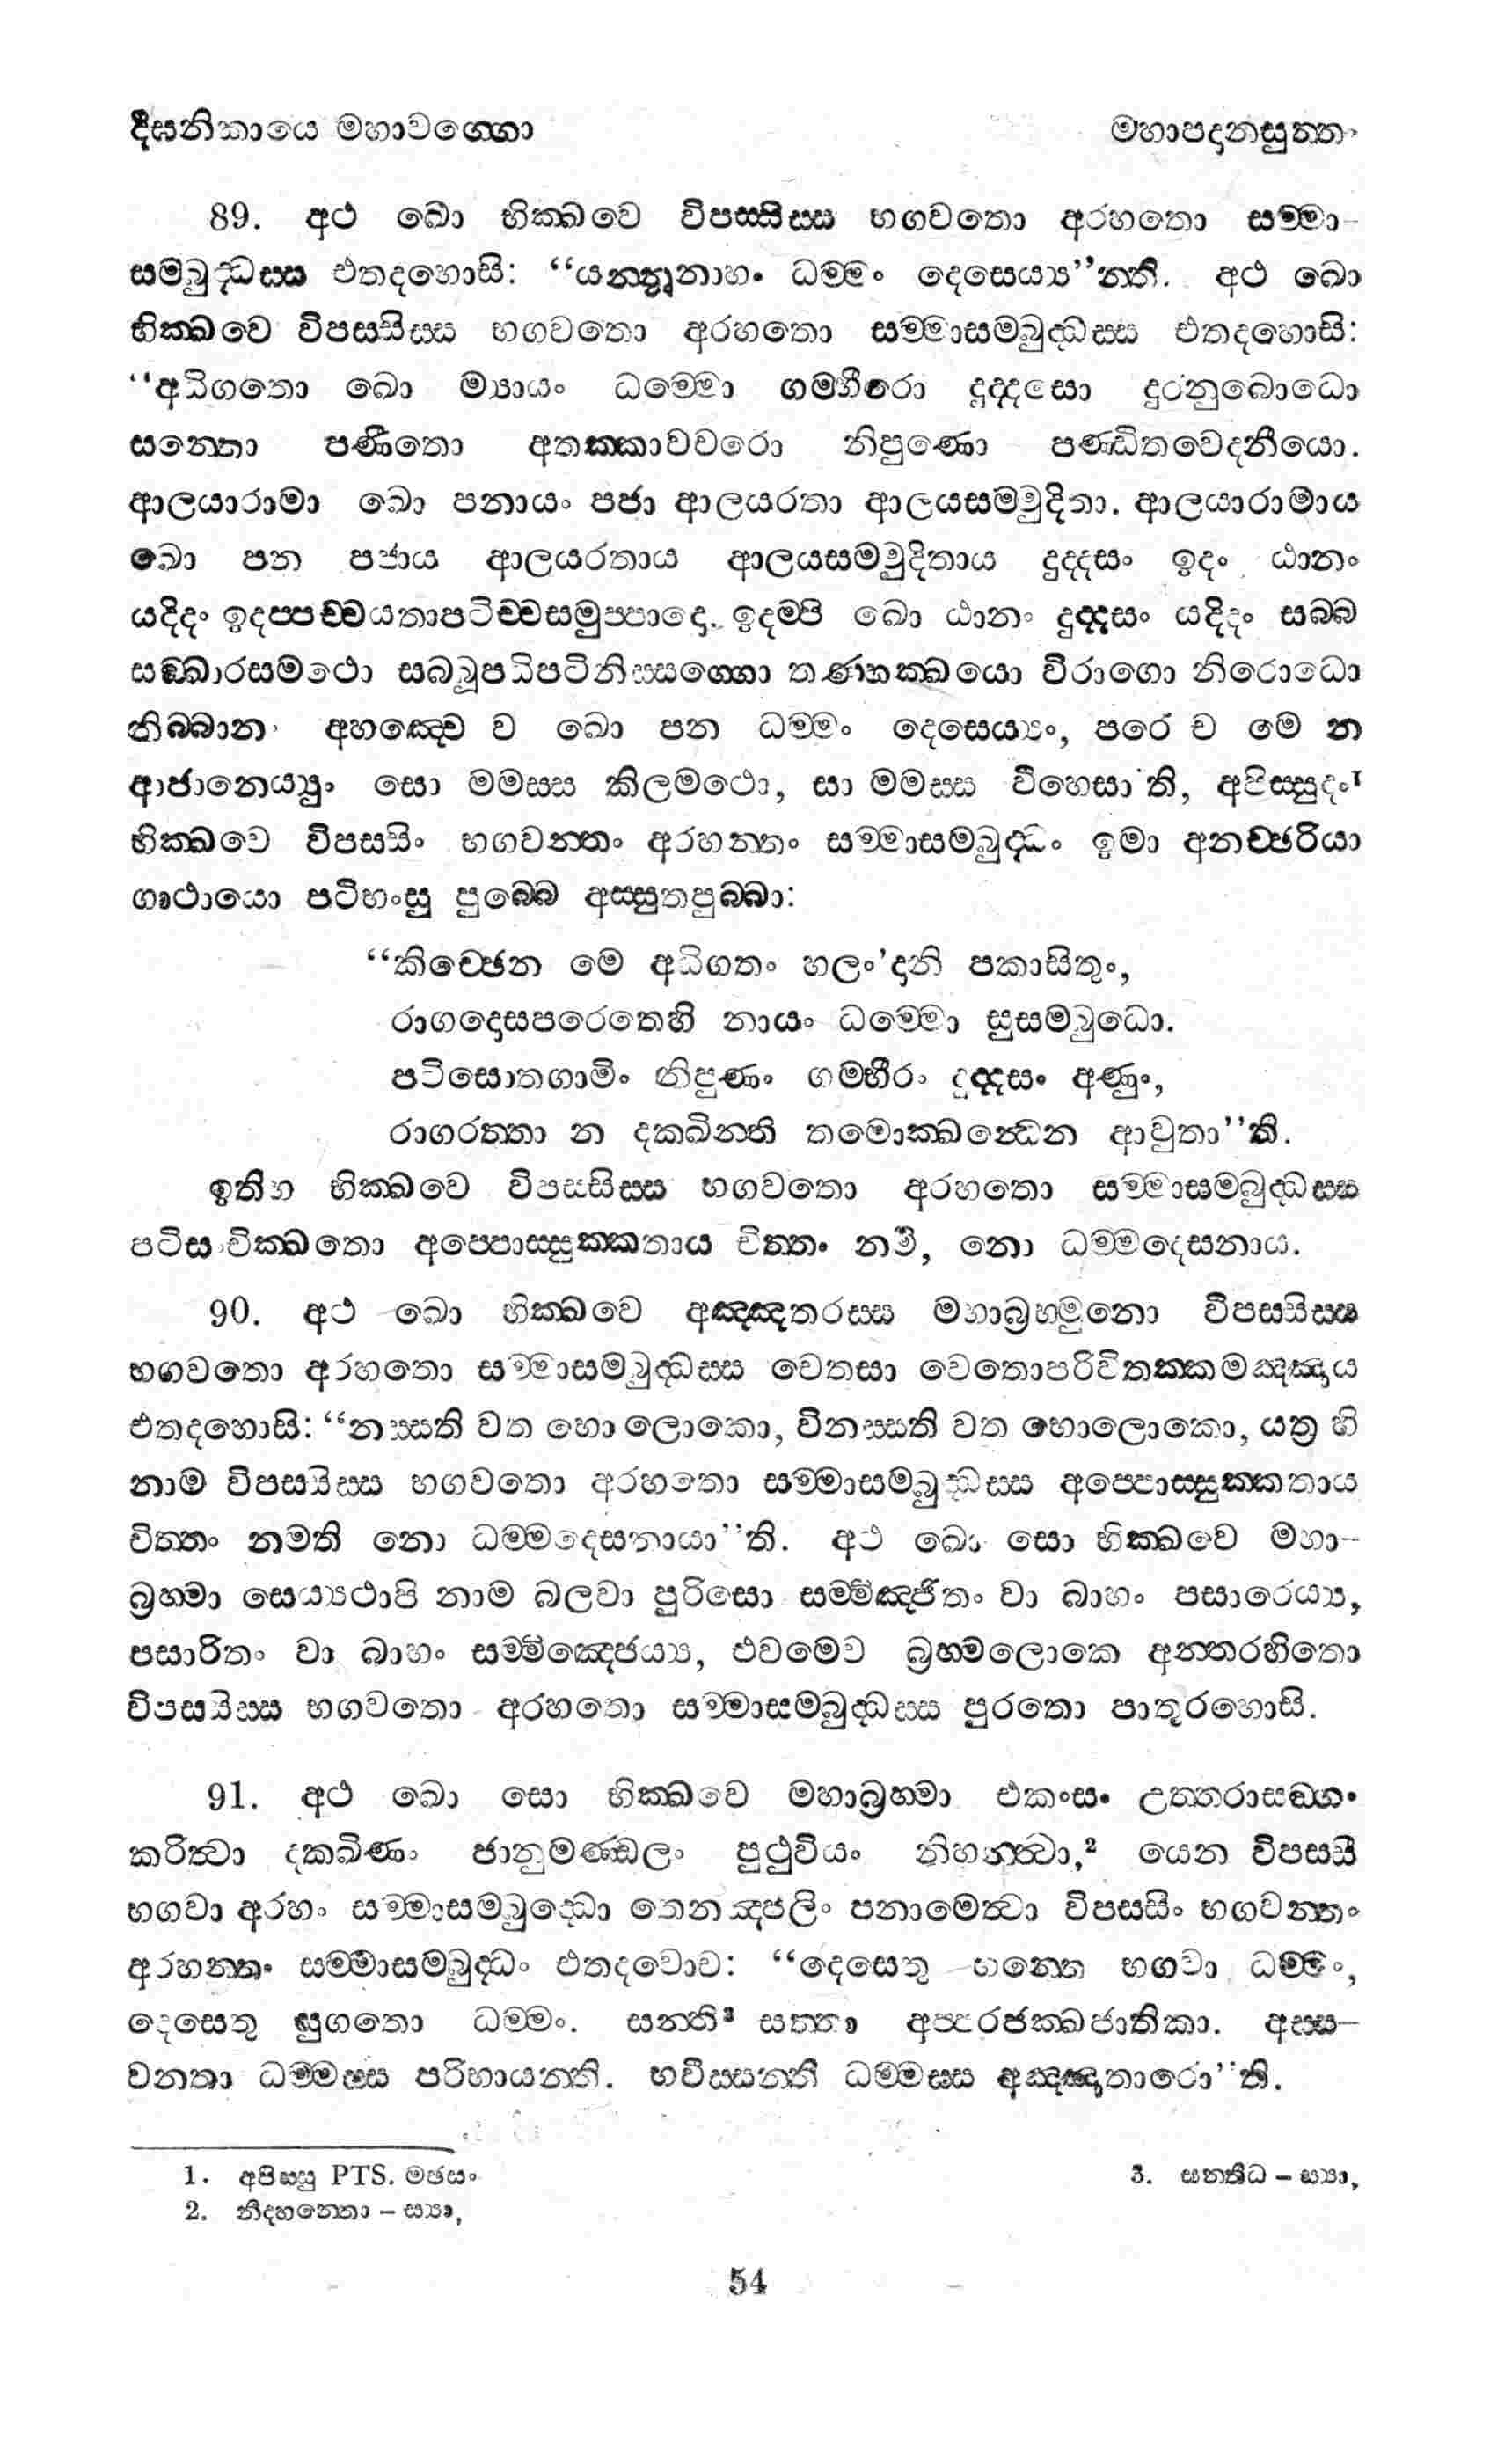 දීඝනිකායෙ මහාවග්ගො
මහාපදානසුත්තං
89. අථ ඛො භික්ඛවෙ විපස්සිස්ස භගවතො අරහතො සම්මා-
සම්බුද්ධස්ස එතදහොසි: “යන්නූනාහං ධම්මං දෙසෙය්‍ය”න්ති. අථ ඛො
භික්ඛවෙ විපස්සිස්ස භගවතො අරහතො සම්මාසම්බුද්ධස්ස එතදහොසි:
“අධිගතො ඛො ම්‍යායං ධම්මො ගම්භීරො දුද්දසො දුරනුබොධො
සන්තො පණීතො අතක්කාවචරො නිපුණො පණ්ඩිතවෙදනීයො.
ආලයාරාමා ඛො පනායං පජා ආලයරතා ආලයසම්මුදිතා. ආලයාරාමාය
ඛො පන පජාය ආලයරතාය ආලයසම්මුදිතාය දුද්දසං ඉදං ඨානං
යදිදං ඉදප්පච්චයතාපටිච්චසමුප්පාදො. ඉදම්පි ඛො ඨානං දුද්දසං යදිදං සබ්බ
සඞ්ඛාරසමථො සබ්බූපධිපටිනිස්සග්ගො තණ්හක්ඛයො විරාගො නිරොධො
නිබ්බානං අහඤ්චෙ ව ඛො පන ධම්මං දෙසෙය්‍යං, පරෙ ච මෙ න
ආජානෙය්‍යුං සො මමස්ස කිලමථො, සා මමස්ස විහෙසා'ති, අපිස්සුදං¹
භික්ඛවෙ විපස්සිං භගවන්තං අරහන්තං සම්මාසම්බුද්ධං ඉමා අනච්ඡරියා
ගාථායො පටිභංසු පුබ්බෙ අස්සුතපුබ්බා:
“කිච්ඡෙන මෙ අධිගතං හලං'දානි පකාසිතුං,
රාගදොසපරෙතෙහි නායං ධම්මො සුසම්බුධො.
පටිසොතගාමිං නිපුණං ගම්භීරං දුද්දසං අණුං,
රාගරත්තා න දක්ඛින්ති තමොක්ඛන්ධෙන ආවුතා”ති.
ඉතිහ භික්ඛවෙ විපස්සිස්ස භගවතො අරහතො සම්මාසම්බුද්ධස්ස
පටිසංචික්ඛතො අප්පොස්සුක්කතාය චිත්තං නමි, නො ධම්මදෙසනාය.
90. අථ ඛො භික්ඛවෙ අඤ්ඤතරස්ස මහාබ්‍රහ්මුනො විපස්සිස්ස
භගවතො අරහතො සම්මාසම්බුද්ධස්ස චෙතසා චෙතොපරිවිතක්කමඤ්ඤාය
එතදහොසි: “නස්සති වත භො ලොකො, විනස්සති වත භොලොකො, යත්‍ර හි
නාම විපස්සිස්ස භගවතො අරහතො සම්මාසම්බුද්ධස්ස අප්පොස්සුක්කතාය
චිත්තං නමති නො ධම්මදෙසනායා”ති. අථ ඛො සො භික්ඛවෙ මහා-
බ්‍රහ්මා සෙය්‍යථාපි නාම බලවා පුරිසො සම්මිඤ්ජිතං වා බාහං පසාරෙය්‍ය,
පසාරිතං වා බාහං සම්මිඤ්ජෙය්‍ය, එවමෙව බ්‍රහ්මලොකෙ අන්තරහිතො
විපස්සිස්ස භගවතො අරහතො සම්මාසම්බුද්ධස්ස පුරතො පාතුරහොසි.
91. අථ ඛො සො භික්ඛවෙ මහාබ්‍රහ්මා එකංසං උත්තරාසඞ්ගං
කරිත්‍වා දක්ඛිණං ජානුමණ්ඩලං පුථුවියං නිහන්ත්‍වා,² යෙන විපස්සී
භගවා අරහං සම්මාසම්බුද්ධො තෙනඤ්ජලිං පනාමෙත්‍වා විපස්සිං භගවන්තං
අරහන්තං සම්මාසම්බුද්ධං එතදවොච: “දෙසෙතු භන්තෙ භගවා ධම්මං,
දෙසෙතු සුගතො ධම්මං. සන්ති³ සත්තා අප්පරජක්ඛජාතිකා. අස්ස-
වනතා ධම්මස්ස පරිහායන්ති. භවිස්සන්ති ධම්මස්ස අඤ්ඤාතාරො”ති.
1. අපිස්සු PTS. මඡසං
3. සන්තීධ – ස්‍යා,
2. නිදහන්තො – ස්‍යා,
54